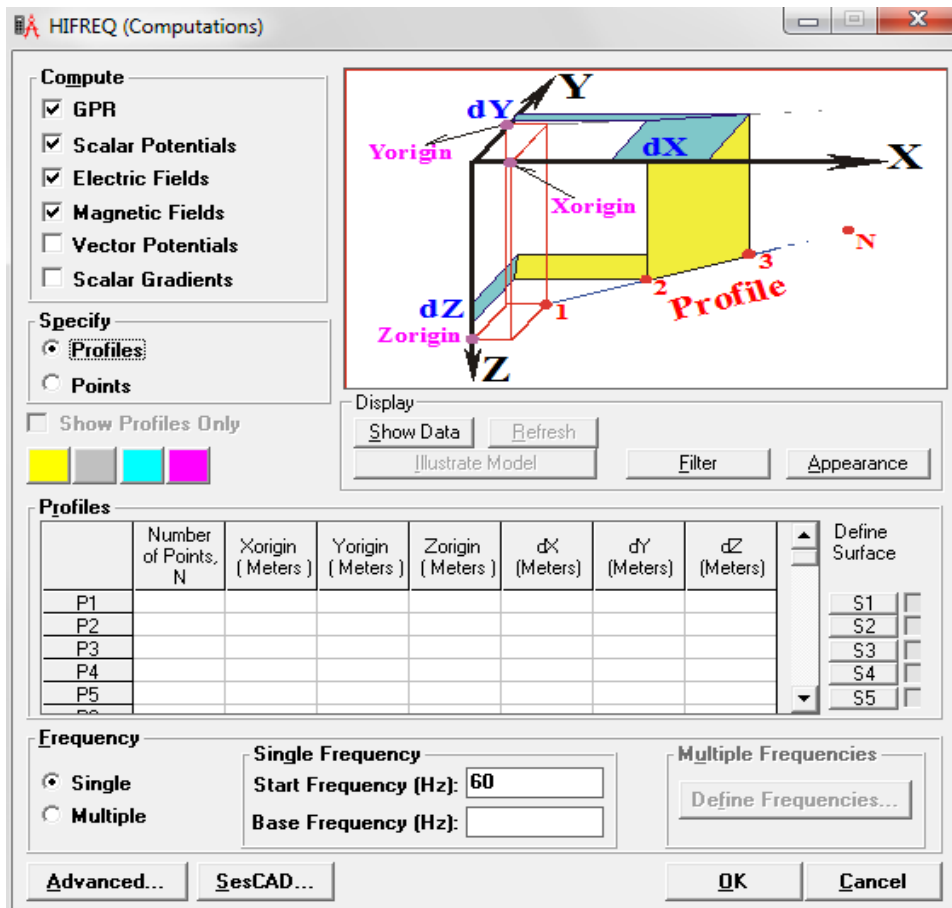 HIFREQ (Computations)
Compute
GPR
Scalar Potentials
Electric Fields
Magnetic Fields
Vector Potentials
Scalar Gradients
Y
dY
Yorigin
dX
X
Xorigin
N
3
2
Profile
1
dZ
Zorigin
Z
Specify
Profiles
Points
Show Profiles Only
Display
Show Data
Refresh
Illustrate Model
Filter
Appearance
Profiles
Number of Points, N
Xorigin (Meters)
Yorigin (Meters)
Zorigin (Meters)
dX (Meters)
dY (Meters)
dZ (Meters)
Define Surface
P1
S1
P2
S2
P3
S3
P4
S4
P5
S5
Frequency
Single
Multiple
Single Frequency
Start Frequency (Hz): 60
Base Frequency (Hz):
Multiple Frequencies
Define Frequencies...
Advanced...
SesCAD...
OK
Cancel